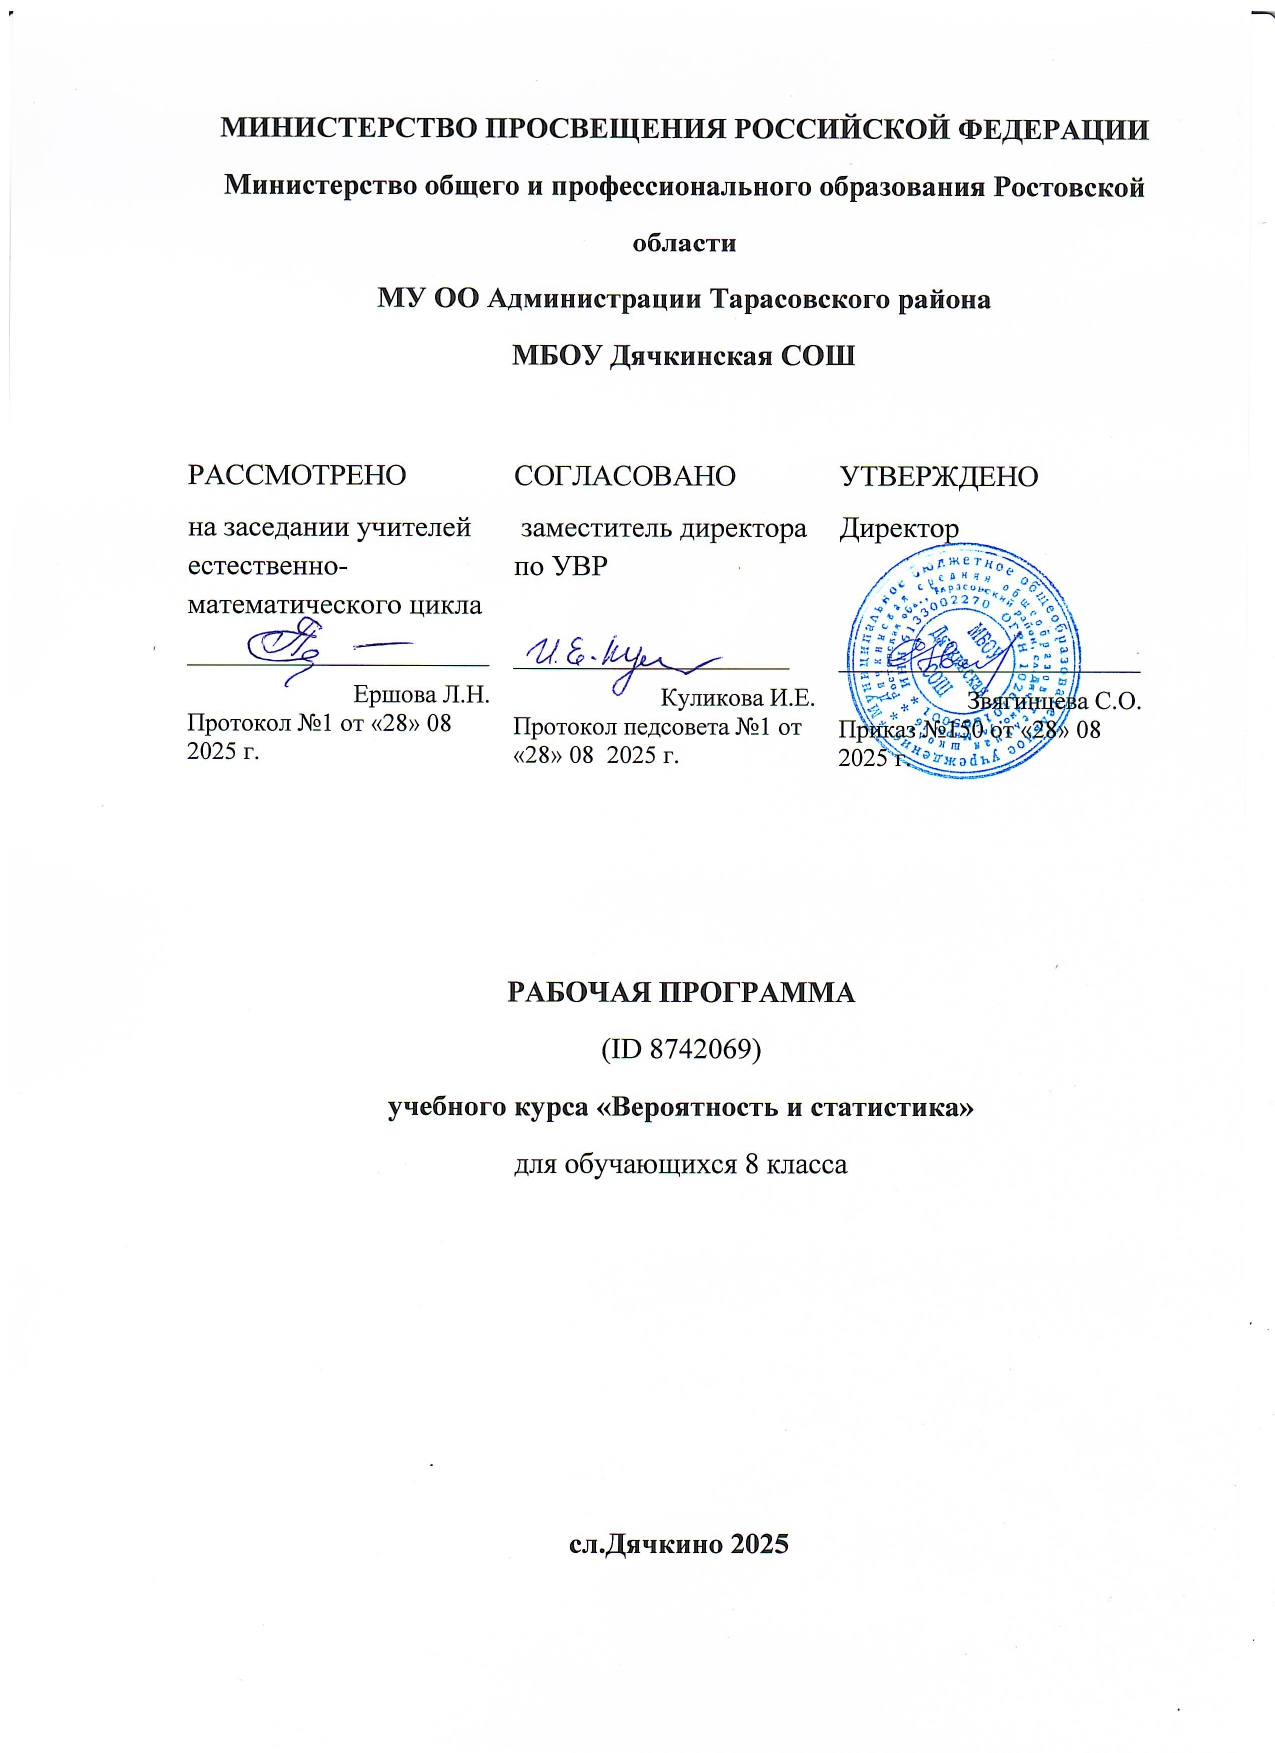 МИНИСТЕРСТВО ПРОСВЕЩЕНИЯ РОССИЙСКОЙ ФЕДЕРАЦИИ
Министерство общего и профессионального образования Ростовской
области
МУ ОО Администрации Тарасовского района
МБОУ Дячкинская СОШ
РАССМОТРЕНО
на заседании учителей
естественно-
математического цикла
Ершова Л.Н.
Протокол №1 от «28» 08
2025 г.
СОГЛАСОВАНО
заместитель директора
по УВР
И.Е.
Куликова И.Е.
Протокол педсовета №1 от
«28» 08 2025 г.
УТВЕРЖДЕНО
Директор
МБОУ
Дячкинская
СОШ
Звягинцева С.О.
Приказ №150 от «28» 08
2025 г.
РАБОЧАЯ ПРОГРАММА
(ID 8742069)
учебного курса «Вероятность и статистика»
для обучающихся 8 класса
сл.Дячкино 2025